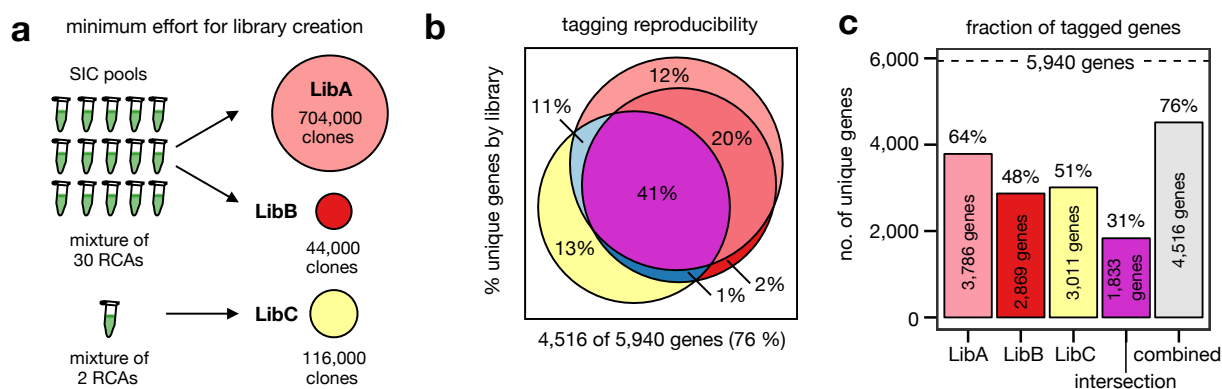 a
minimum effort for library creation
SIC pools
LibA
704,000
clones
LibB
44,000
clones
mixture of
30 RCAs
LibC
116,000
clones
mixture of
2 RCAs
b
tagging reproducibility
% unique genes by library
12%
11%
20%
41%
13%
2%
1%
4,516 of 5,940 genes (76 %)
c
fraction of tagged genes
no. of unique genes
6,000
4,000
2,000
0
5,940 genes
64%
48%
51%
31%
76%
3,786 genes
2,869 genes
3,011 genes
1,833
genes
4,516 genes
LibA
LibB
LibC
intersection
combined